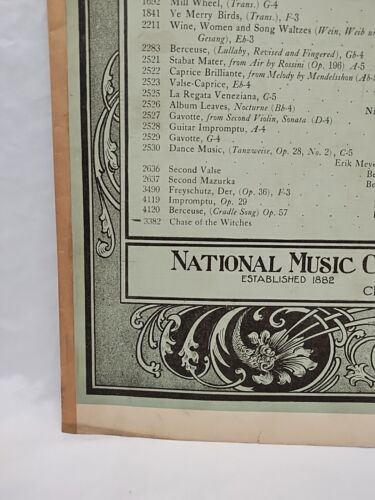 1692 Mill Wheel, (Trans.) G-4
1841 Ye Merry Birds, (Trans.), F-3
2211 Wine, Women and Song Waltzes (Wein, Weib u
Gesang), Eb-3
2283 Berceuse, (Lullaby, Revised and Fingered), Gb-4
2521 Stabat Mater, from Air by Rossini (Op. 196) A-5
2522 Caprice Brilliante, from Melody by Mendelssohn (Ab-
2523 Valse-Caprice, Eb-4
2525 La Regata Veneziana, C-5
2526 Album Leaves, Nocturne (Bb-4) Ni
2527 Gavotte, from Second Violin, Sonata (D-4)
2528 Guitar Impromptu, A-4
2529 Gavotte, G-4
2530 Dance Music, (Tanzweise, Op. 28, No. 2), C-5
Erik Meye
2636 Second Valse Be
2637 Second Mazurka Be
3490 Freyschutz, Der, (Op. 36), F-3
4119 Impromptu, Op. 29
4120 Berceuse, (Cradle Song) Op. 57
3382 Chase of the Witches
NATIONAL MUSIC C
ESTABLISHED 1882